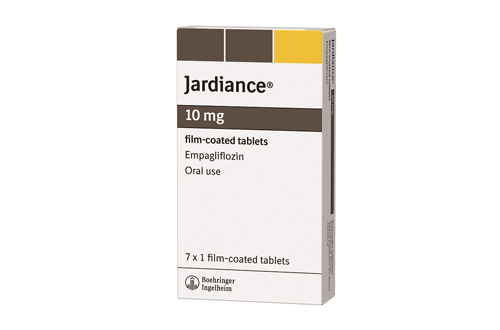 Jardiance®
10 mg
film-coated tablets
Empagliflozin
Oral use
7 x 1 film-coated tablets
Boehringer
Ingelheim